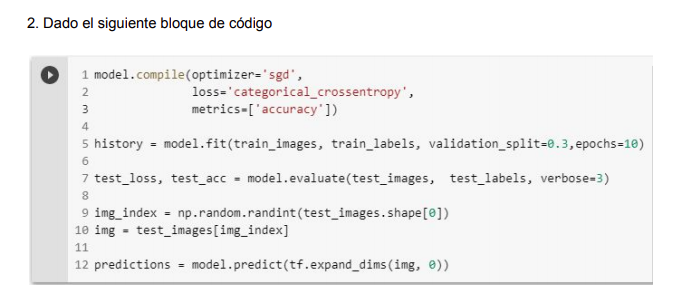 2. Dado el siguiente bloque de código
1 model.compile(optimizer='sgd',
2 loss='categorical_crossentropy',
3 metrics=['accuracy'])
4
5 history = model.fit(train_images, train_labels, validation_split=0.3,epochs=10)
6
7 test_loss, test_acc = model.evaluate(test_images, test_labels, verbose=3)
8
9 img_index = np.random.randint(test_images.shape[0])
10 img = test_images[img_index]
11
12 predictions = model.predict(tf.expand_dims(img, 0))